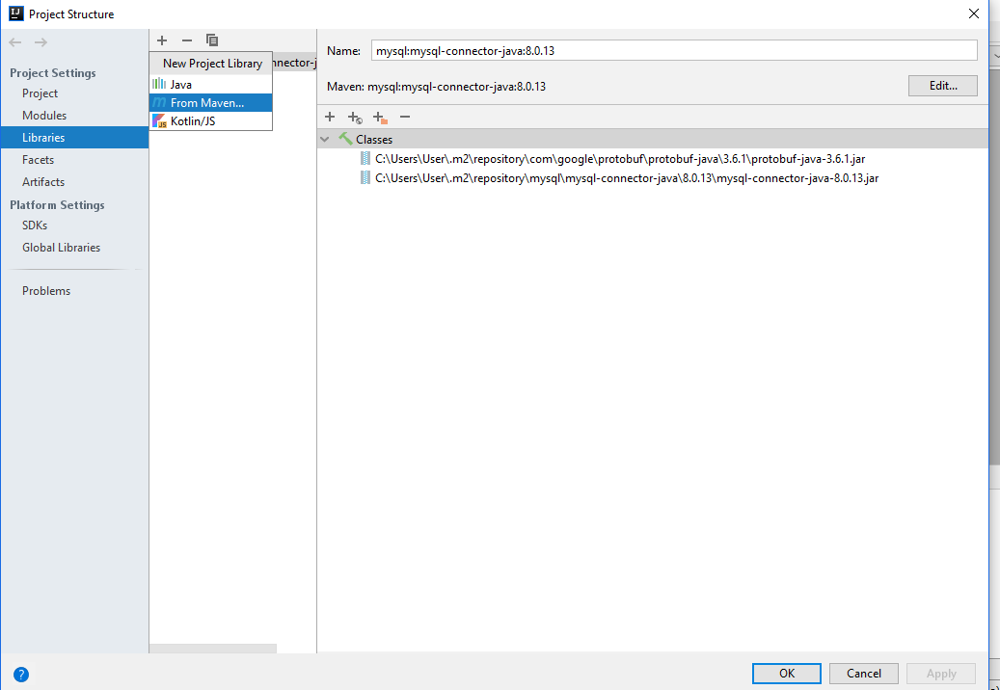 IJ
Project Structure
Project Settings
Project
Modules
Libraries
Facets
Artifacts
Platform Settings
SDKs
Global Libraries
Problems
New Project Library
nnector-j
Java
From Maven...
Kotlin/JS
Name: mysql:mysql-connector-java:8.0.13
Maven: mysql:mysql-connector-java:8.0.13
Edit...
Classes
C:\Users\User\.m2\repository\com\google\protobuf\protobuf-java\3.6.1\protobuf-java-3.6.1.jar
C:\Users\User\.m2\repository\mysql\mysql-connector-java\8.0.13\mysql-connector-java-8.0.13.jar
?
OK
Cancel
Apply